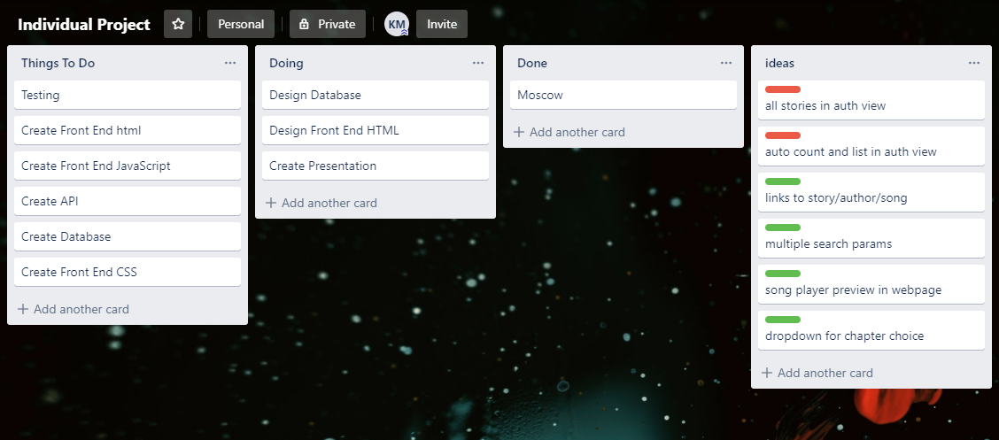 Individual Project
Personal
Private
KM
Invite
Things To Do
Testing
Create Front End html
Create Front End JavaScript
Create API
Create Database
Create Front End CSS
Add another card
Doing
Design Database
Design Front End HTML
Create Presentation
Add another card
Done
Moscow
Add another card
ideas
all stories in auth view
auto count and list in auth view
links to story/author/song
multiple search params
song player preview in webpage
dropdown for chapter choice
Add another card